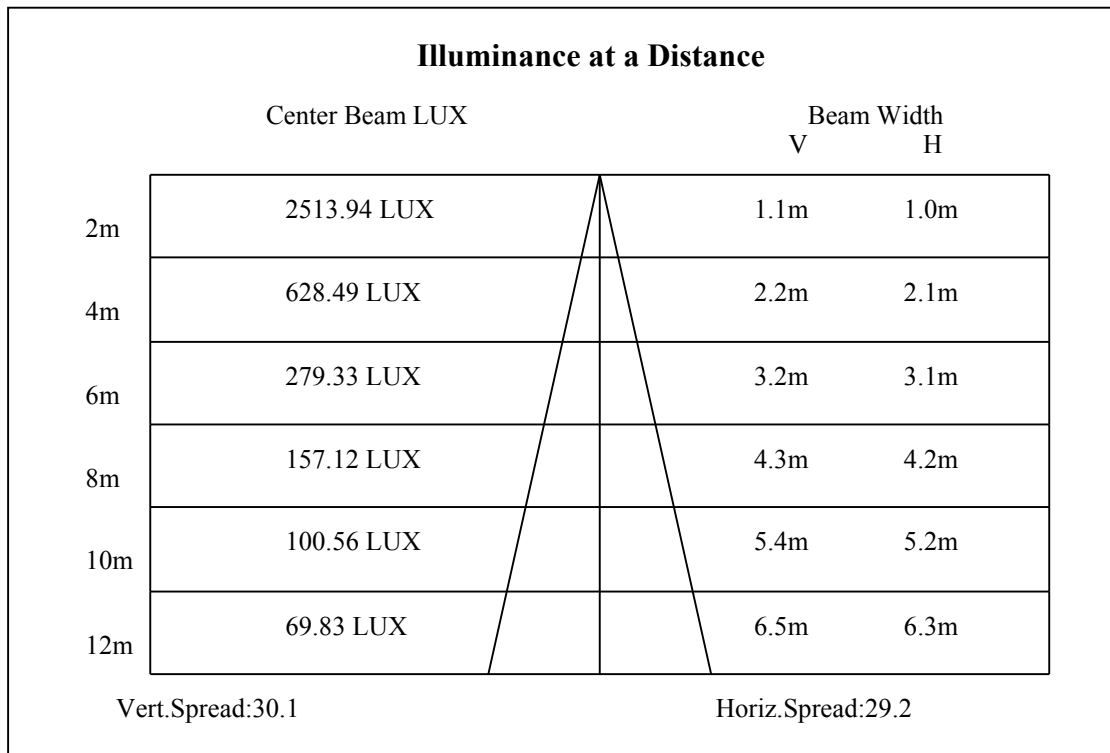 Illuminance at a Distance
Center Beam LUX Beam Width
V H
2513.94 LUX 1.1m 1.0m
2m
628.49 LUX 2.2m 2.1m
4m
279.33 LUX 3.2m 3.1m
6m
157.12 LUX 4.3m 4.2m
8m
100.56 LUX 5.4m 5.2m
10m
69.83 LUX 6.5m 6.3m
12m
Vert.Spread:30.1 Horiz.Spread:29.2